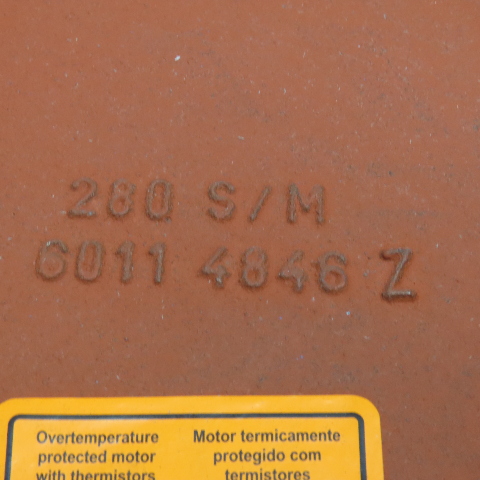 280 S/M
6011 4846 Z
Overtemperature
protected motor
with thermistors
Motor termicamente
protegido com
termistores